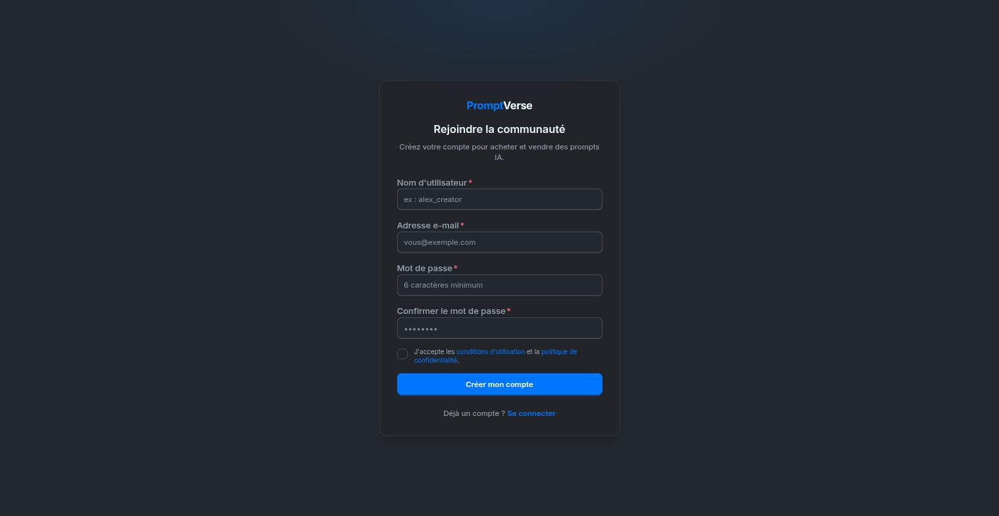 PromptVerse
Rejoindre la communauté
Créez votre compte pour acheter et vendre des prompts
IA.
Nom d'utilisateur*
ex : alex_creator
Adresse e-mail*
vous@exemple.com
Mot de passe*
6 caractères minimum
Confirmer le mot de passe*
••••••••
J'accepte les conditions d'utilisation et la politique de
confidentialité.
Créer mon compte
Déjà un compte ? Se connecter